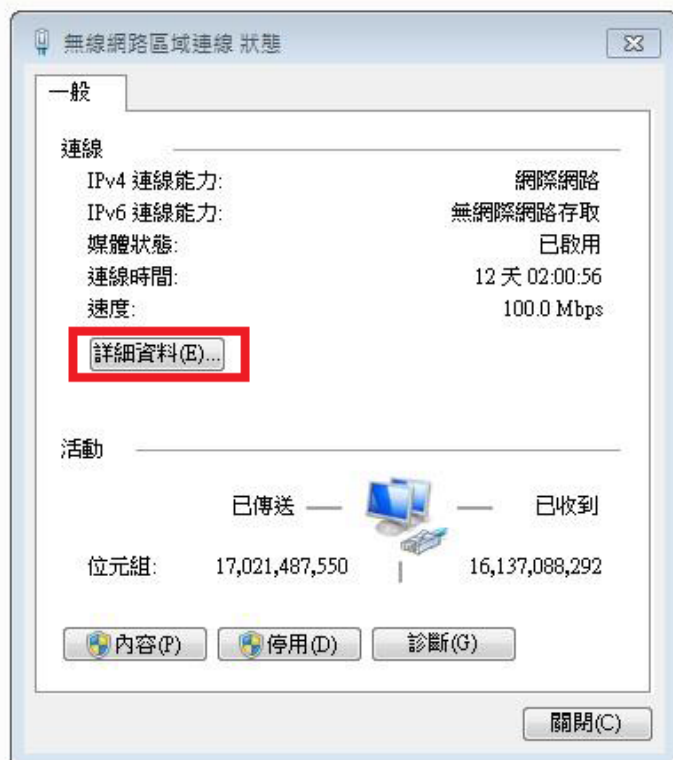 無線網路區域連線 狀態
一般
連線
IPv4 連線能力: 網際網路
IPv6 連線能力: 無網際網路存取
媒體狀態: 已啟用
連線時間: 12 天 02:00:56
速度: 100.0 Mbps
詳細資料(E)...
活動
已傳送 已收到
位元組: 17,021,487,550 16,137,088,292
內容(P) 停用(D) 診斷(G)
關閉(C)